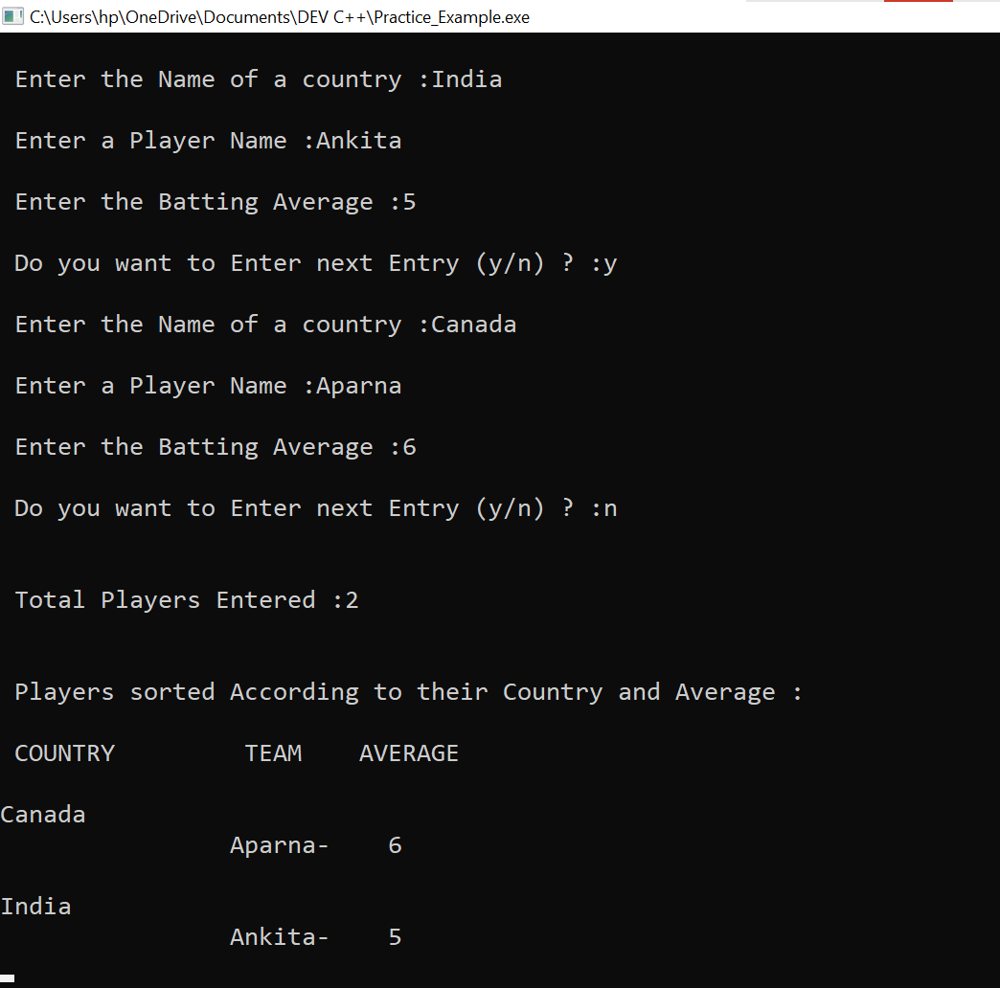 C:\Users\hp\OneDrive\Documents\DEV C++\Practice_Example.exe
Enter the Name of a country :India
Enter a Player Name :Ankita
Enter the Batting Average :5
Do you want to Enter next Entry (y/n) ? :y
Enter the Name of a country :Canada
Enter a Player Name :Aparna
Enter the Batting Average :6
Do you want to Enter next Entry (y/n) ? :n
Total Players Entered :2
Players sorted According to their Country and Average :
COUNTRY TEAM AVERAGE
Canada
Aparna- 6
India
Ankita- 5